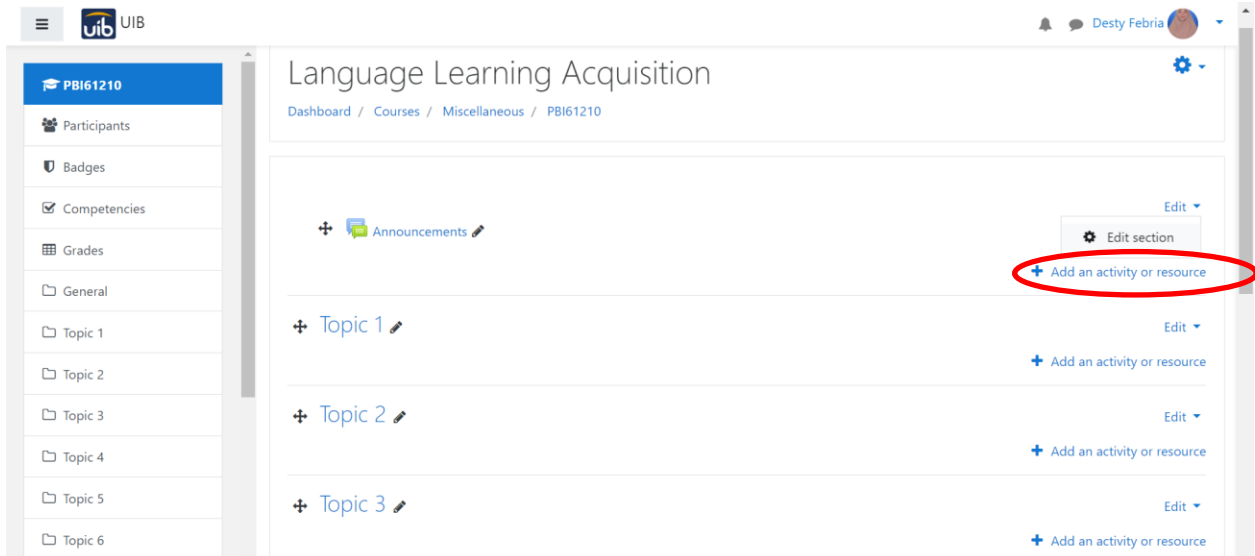 uib UIB
Desty Febria
PBI61210
Participants
Badges
Competencies
Grades
General
Topic 1
Topic 2
Topic 3
Topic 4
Topic 5
Topic 6
Language Learning Acquisition
Dashboard / Courses / Miscellaneous / PBI61210
Edit
Announcements
Edit section
+ Add an activity or resource
Topic 1
Edit
+ Add an activity or resource
Topic 2
Edit
+ Add an activity or resource
Topic 3
Edit
+ Add an activity or resource